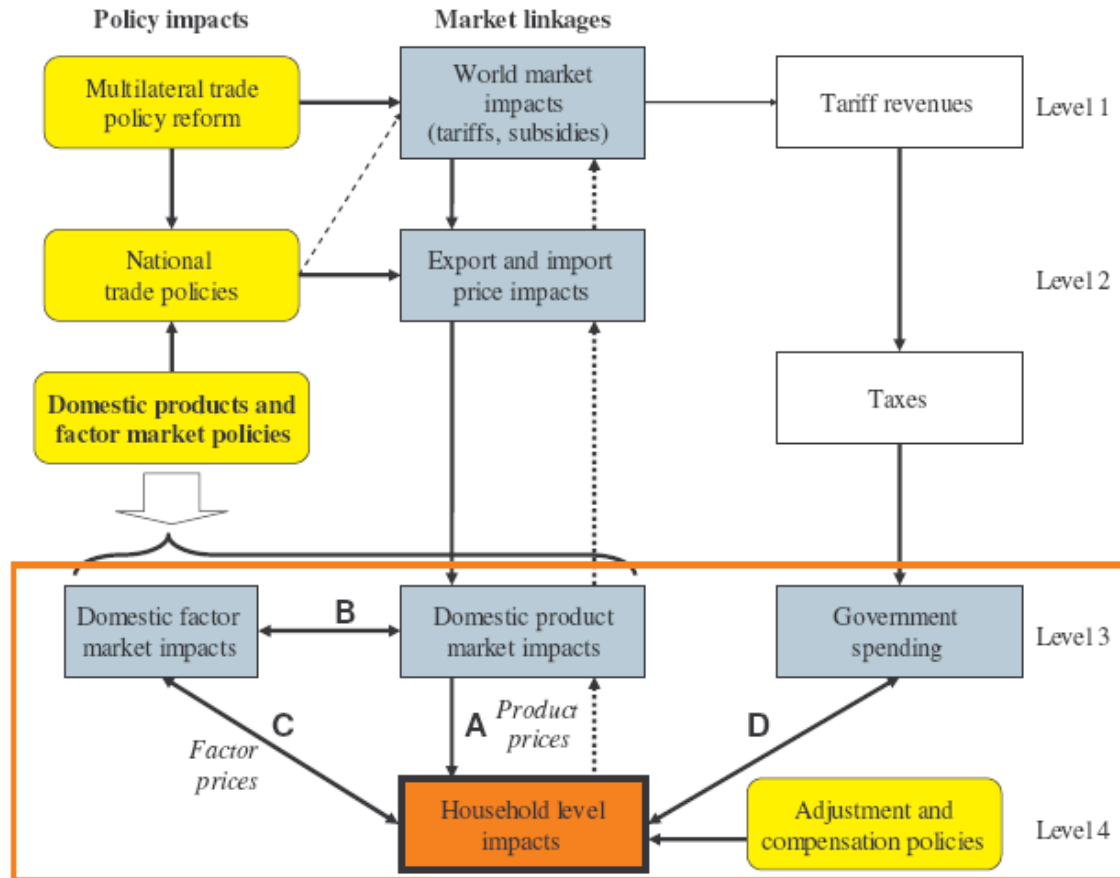 Policy impacts
Market linkages
Multilateral trade
policy reform
World market
impacts
(tariffs, subsidies)
Tariff revenues
Level 1
National
trade policies
Export and import
price impacts
Level 2
Domestic products and
factor market policies
Taxes
Domestic factor
market impacts
B
Domestic product
market impacts
Government
spending
Level 3
C
Factor
prices
A
Product
prices
D
Household level
impacts
Adjustment and
compensation policies
Level 4